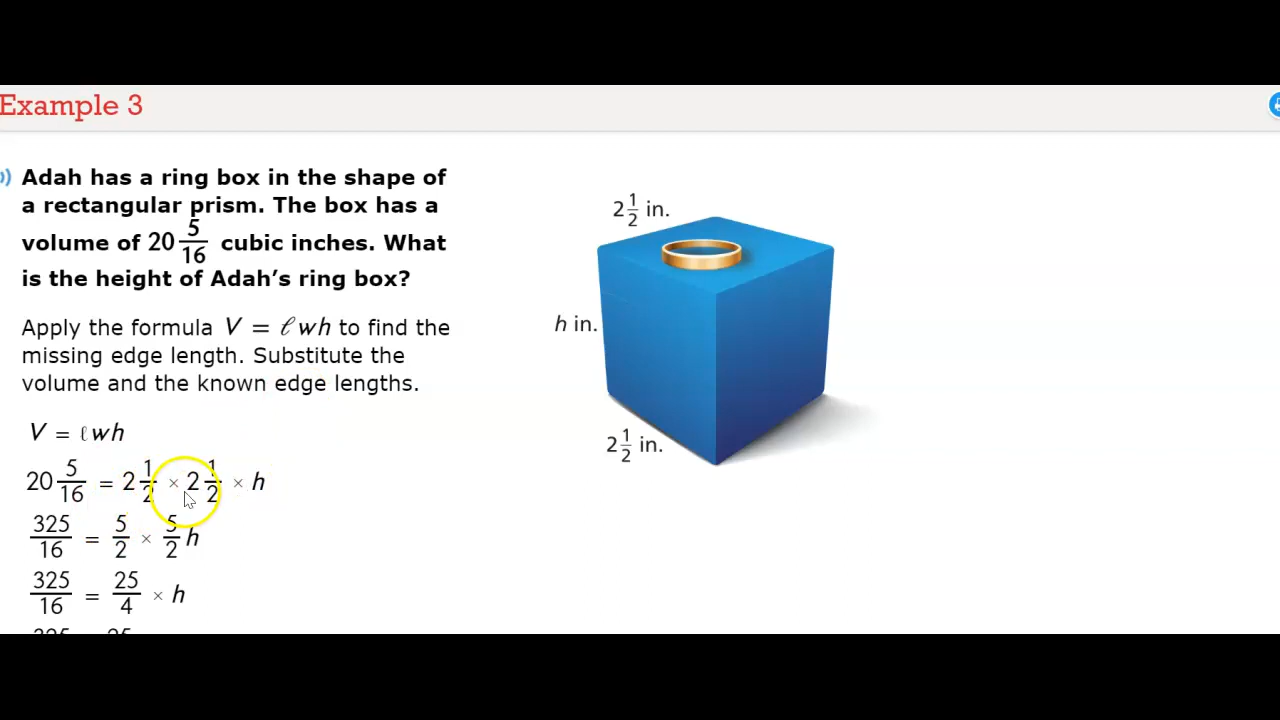 Example 3
Adah has a ring box in the shape of
a rectangular prism. The box has a
volume of 20 5/16 cubic inches. What
is the height of Adah’s ring box?
Apply the formula V = ℓwh to find the
missing edge length. Substitute the
volume and the known edge lengths.
V = ℓwh
20 5/16 = 2 1/2 × 2 1/2 × h
325/16 = 5/2 × 5/2 h
325/16 = 25/4 × h
2 1/2 in.
h in.
2 1/2 in.